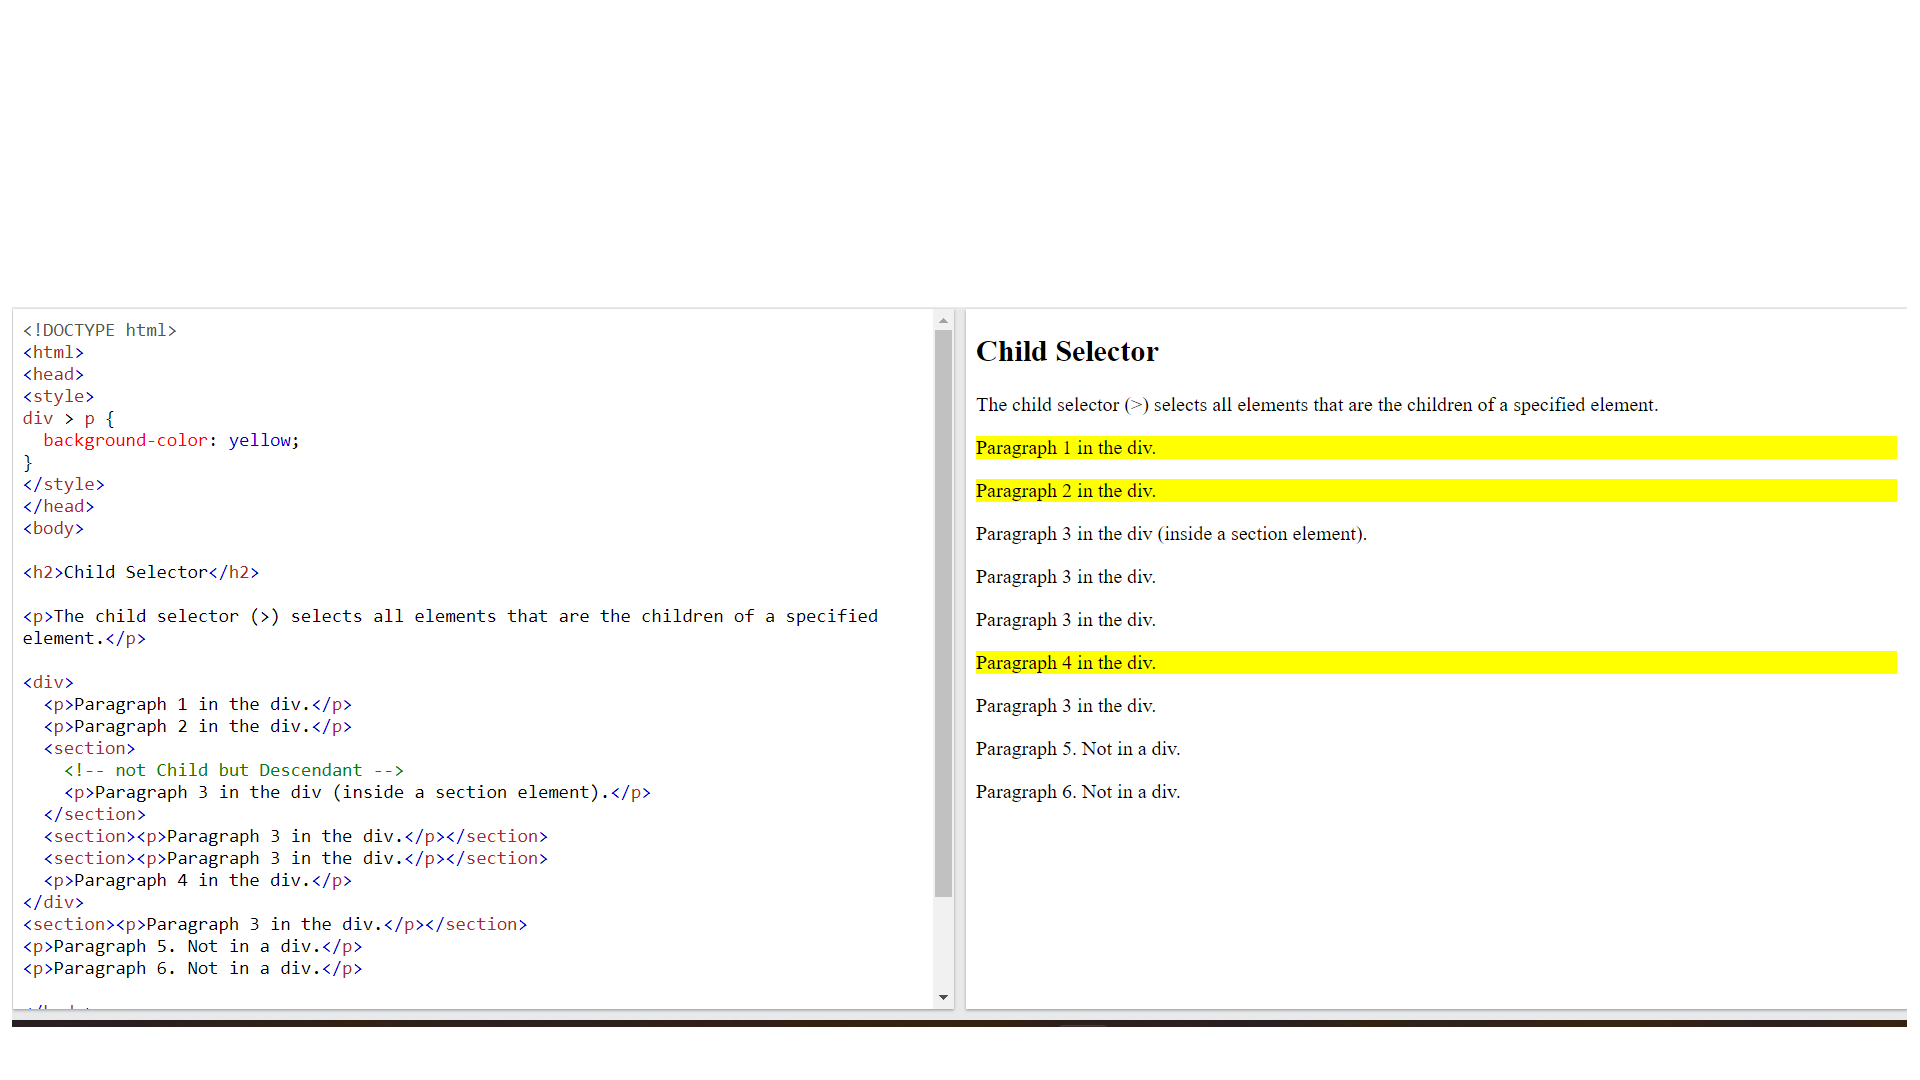 <!DOCTYPE html>
<html>
<head>
<style>
div > p {
  background-color: yellow;
}
</style>
</head>
<body>

<h2>Child Selector</h2>

<p>The child selector (>) selects all elements that are the children of a specified
element.</p>

<div>
  <p>Paragraph 1 in the div.</p>
  <p>Paragraph 2 in the div.</p>
  <section>
    <!-- not Child but Descendant -->
    <p>Paragraph 3 in the div (inside a section element).</p>
  </section>
  <section><p>Paragraph 3 in the div.</p></section>
  <section><p>Paragraph 3 in the div.</p></section>
  <p>Paragraph 4 in the div.</p>
</div>
<section><p>Paragraph 3 in the div.</p></section>
<p>Paragraph 5. Not in a div.</p>
<p>Paragraph 6. Not in a div.</p>

Child Selector
The child selector (>) selects all elements that are the children of a specified element.
Paragraph 1 in the div.
Paragraph 2 in the div.
Paragraph 3 in the div (inside a section element).
Paragraph 3 in the div.
Paragraph 3 in the div.
Paragraph 4 in the div.
Paragraph 3 in the div.
Paragraph 5. Not in a div.
Paragraph 6. Not in a div.